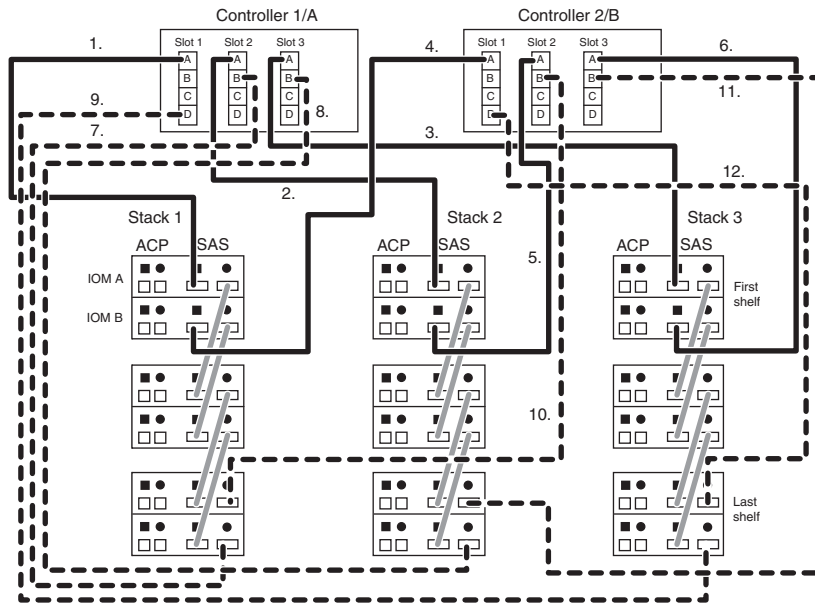 Controller 1/A
Controller 2/B
1.
Slot 1
Slot 2
Slot 3
4.
Slot 1
Slot 2
Slot 3
6.
A
B
C
D
A
B
C
D
A
B
C
D
A
B
C
D
A
B
C
D
A
B
C
D
9.
7.
8.
11.
3.
12.
2.
Stack 1
Stack 2
Stack 3
ACP
SAS
ACP
SAS
ACP
SAS
5.
IOM A
IOM B
First
shelf
10.
Last
shelf